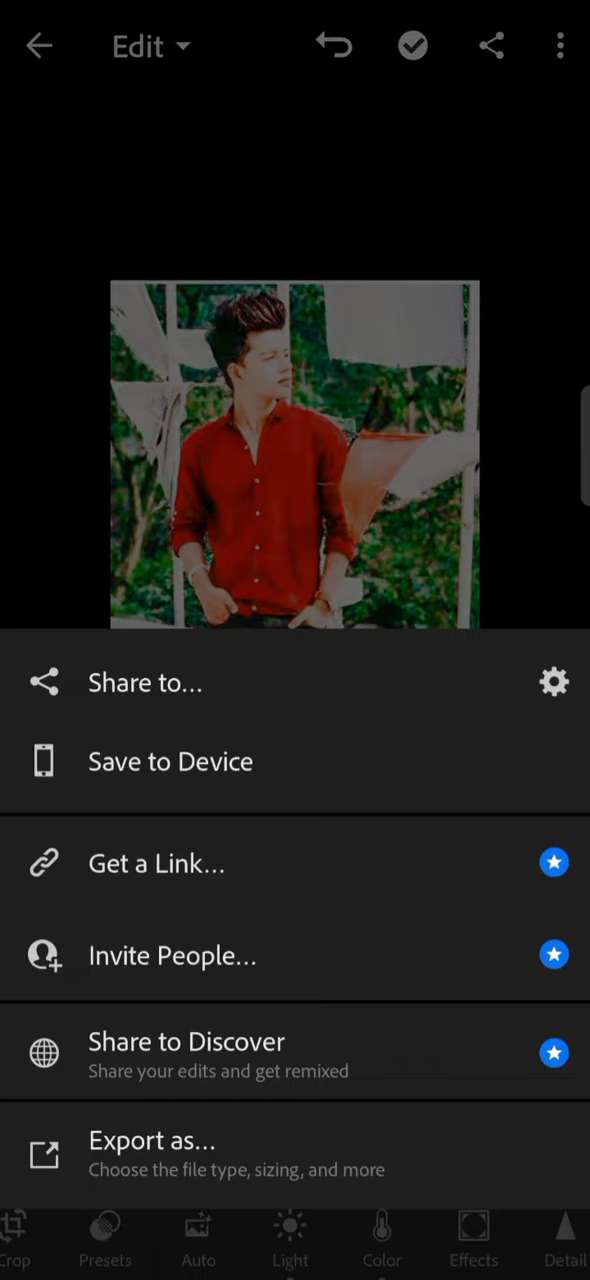 Edit
Share to...
Save to Device
Get a Link...
Invite People...
Share to Discover
Share your edits and get remixed
Export as...
Choose the file type, sizing, and more
Crop Presets Auto Light Color Effects Detail